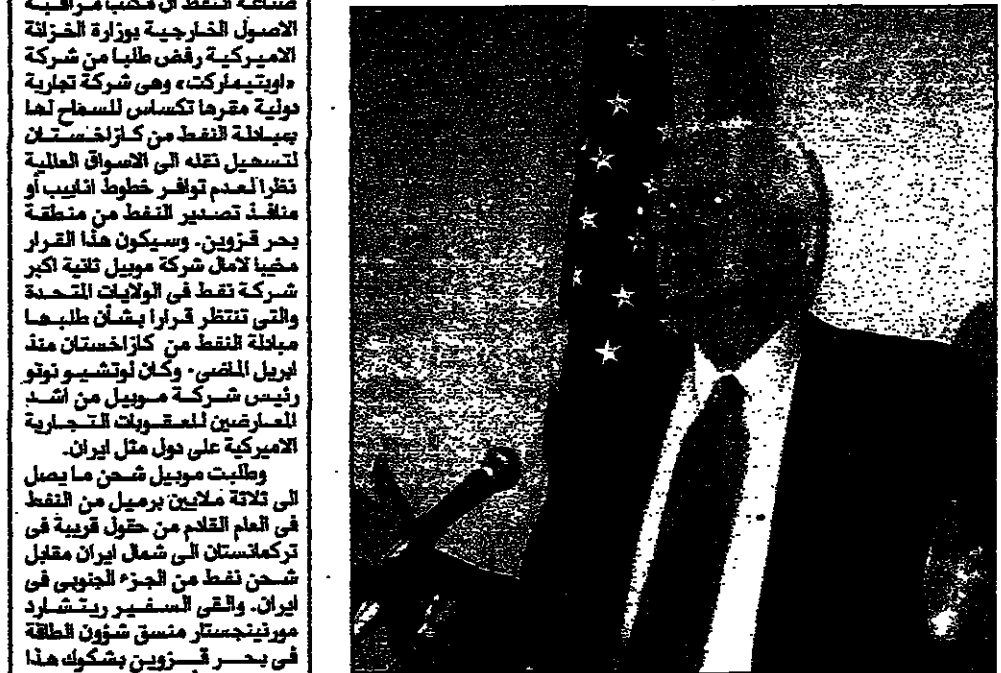 صناعة النفط ان مكتب مراقبة
الاصول الخارجية بوزارة الخزانة
الاميركية رفض طلبا من شركة
«اوبتيماركت» وهى شركة تجارية
دولية مقرها تكساس للسماح لها
بمبادلة النفط من كازاخستان
لتسهيل نقله الى الاسواق العالمية
نظرا لعدم توافر خطوط انابيب أو
منافذ تصدير النفط من منطقة
بحر قزوين. وسيكون هذا القرار
مخيبا لامال شركة موبيل ثانية اكبر
شركة نفط فى الولايات المتحدة
والتى تنتظر قرارا بشأن طلبها
مبادلة النفط من كازاخستان منذ
ابريل الماضى. وكان لوتشيو نوتو
رئيس شركة موبيل من اشد
المعارضين للعقوبات التجارية
الاميركية على دول مثل ايران.
وطلبت موبيل شحن ما يصل
الى ثلاثة ملايين برميل من النفط
فى العام القادم من حقول قريبة فى
تركمانستان الى شمال ايران مقابل
شحن نفط من الجزء الجنوبى فى
ايران. والقى السفير ريتشارد
مورنينجستار منسق شؤون الطاقة
فى بحر قزوين بشكوك هذا